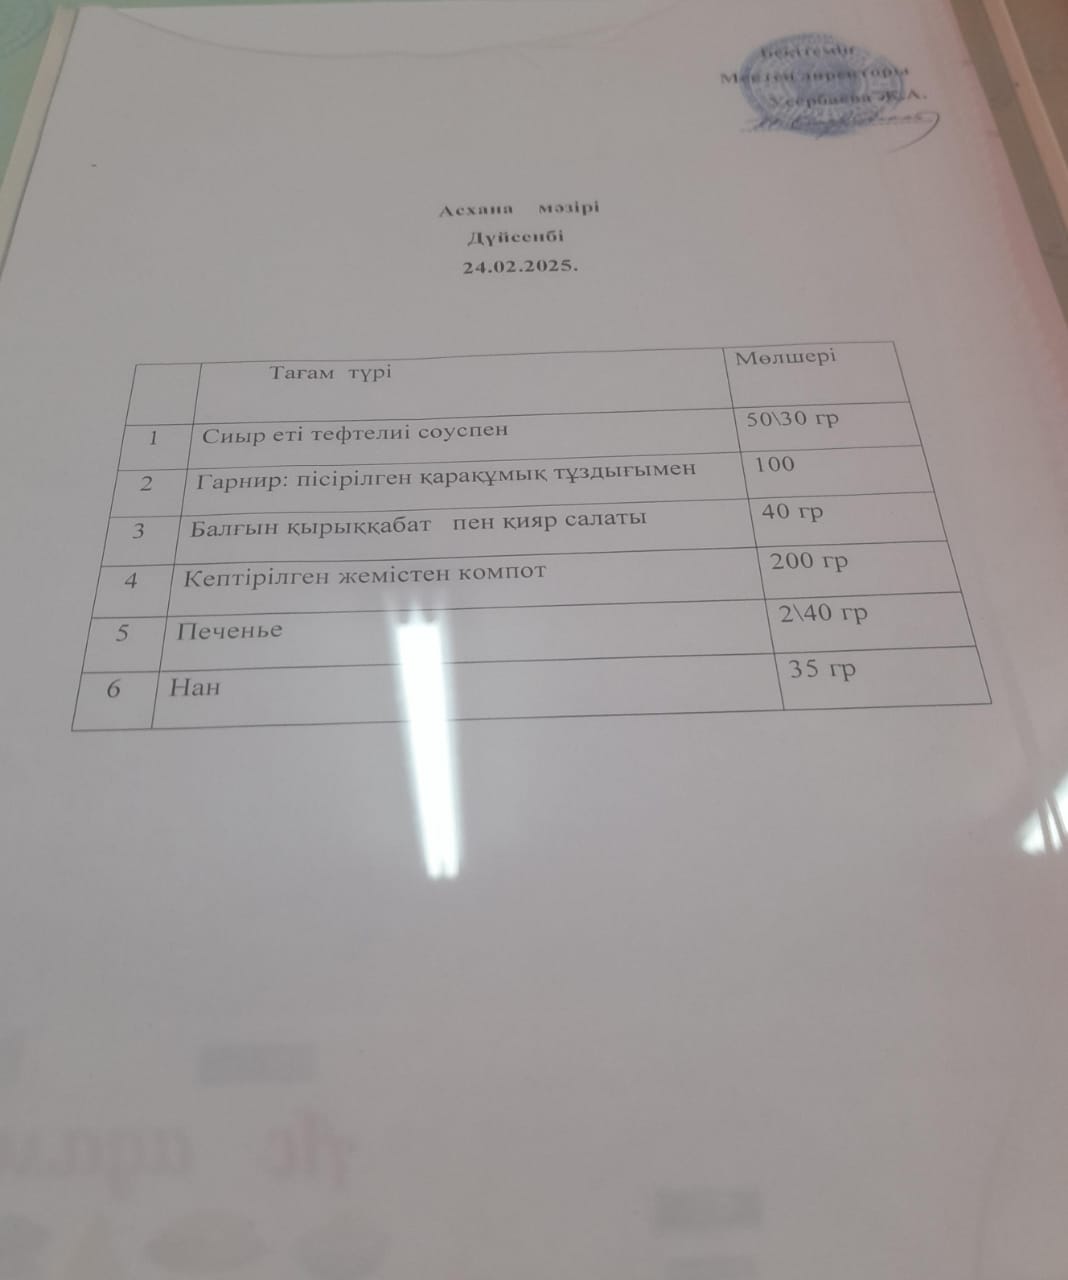 Бекітемін
Мектеп директоры
Усербаева Ж.А.
Асхана мәзірі
Дүйсенбі
24.02.2025.
Тағам түрі Мөлшері
1 Сиыр еті тефтелиі соуспен 50\30 гр
2 Гарнир: пісірілген қарақұмық тұздығымен 100
3 Балғын қырыққабат пен қияр салаты 40 гр
4 Кептірілген жемістен компот 200 гр
5 Печенье 2\40 гр
6 Нан 35 гр